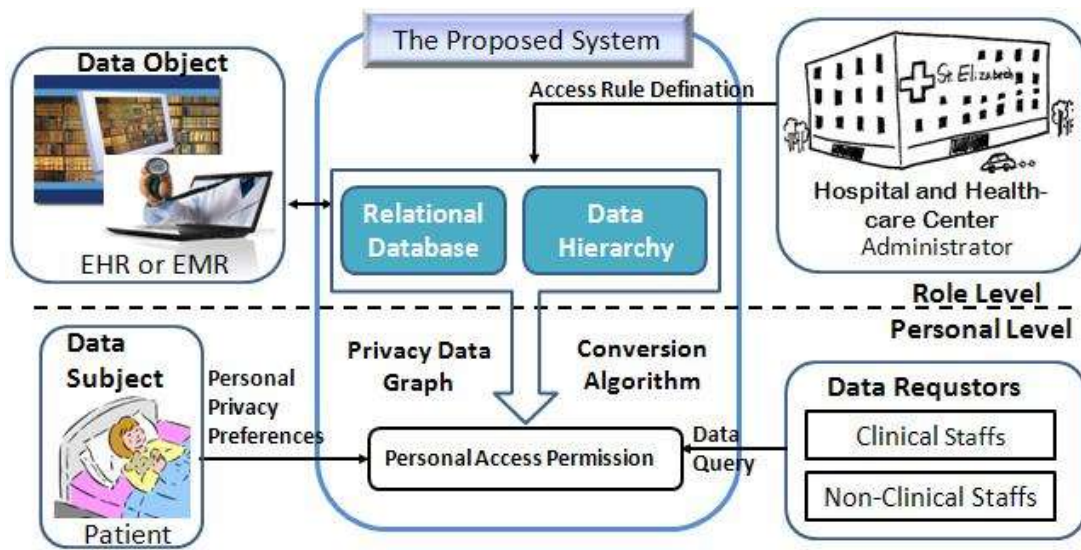 The Proposed System
Data Object
EHR or EMR
Access Rule Defination
St. Elizabeth
Hospital and Health-
care Center
Administrator
Relational
Database
Data
Hierarchy
Role Level
Personal Level
Data
Subject
Patient
Personal
Privacy
Preferences
Privacy Data
Graph
Conversion
Algorithm
Personal Access Permission
Data
Query
Data Requstors
Clinical Staffs
Non-Clinical Staffs